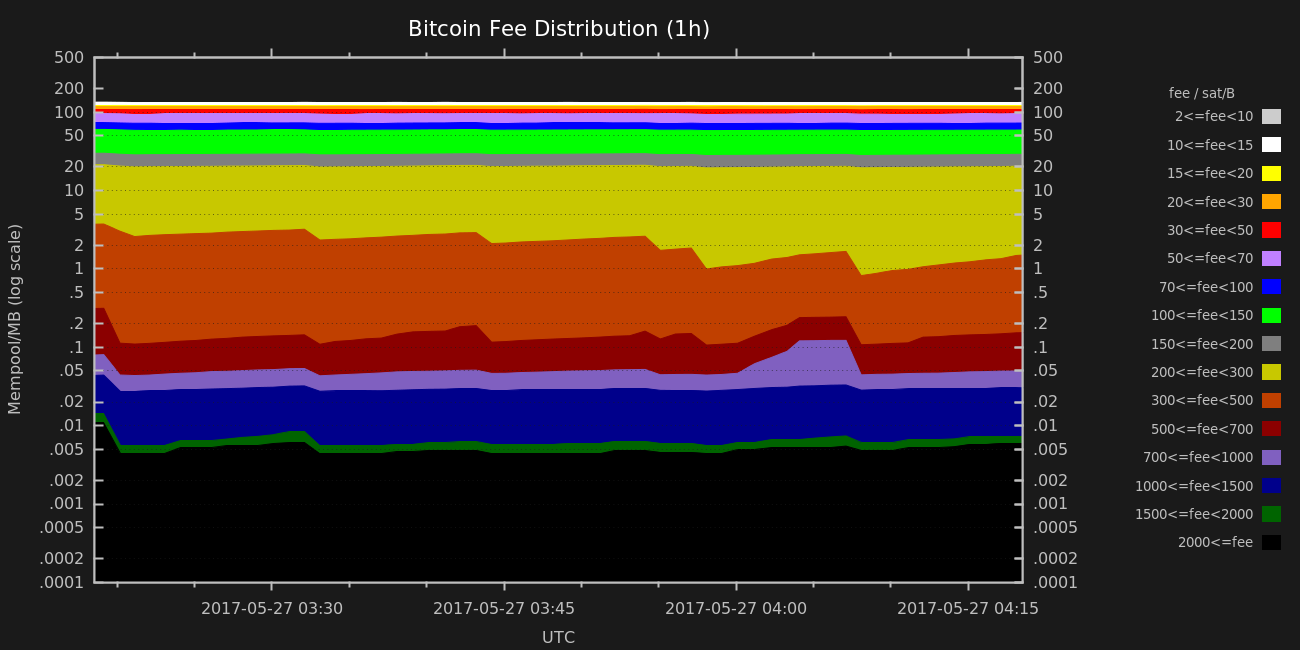 Bitcoin Fee Distribution (1h)
Mempool/MB (log scale)
500
200
100
50
20
10
5
2
1
.5
.2
.1
.05
.02
.01
.005
.002
.001
.0005
.0002
.0001
500
200
100
50
20
10
5
2
1
.5
.2
.1
.05
.02
.01
.005
.002
.001
.0005
.0002
.0001
2017-05-27 03:30
2017-05-27 03:45
2017-05-27 04:00
2017-05-27 04:15
UTC
fee / sat/B
2<=fee<10
10<=fee<15
15<=fee<20
20<=fee<30
30<=fee<50
50<=fee<70
70<=fee<100
100<=fee<150
150<=fee<200
200<=fee<300
300<=fee<500
500<=fee<700
700<=fee<1000
1000<=fee<1500
1500<=fee<2000
2000<=fee